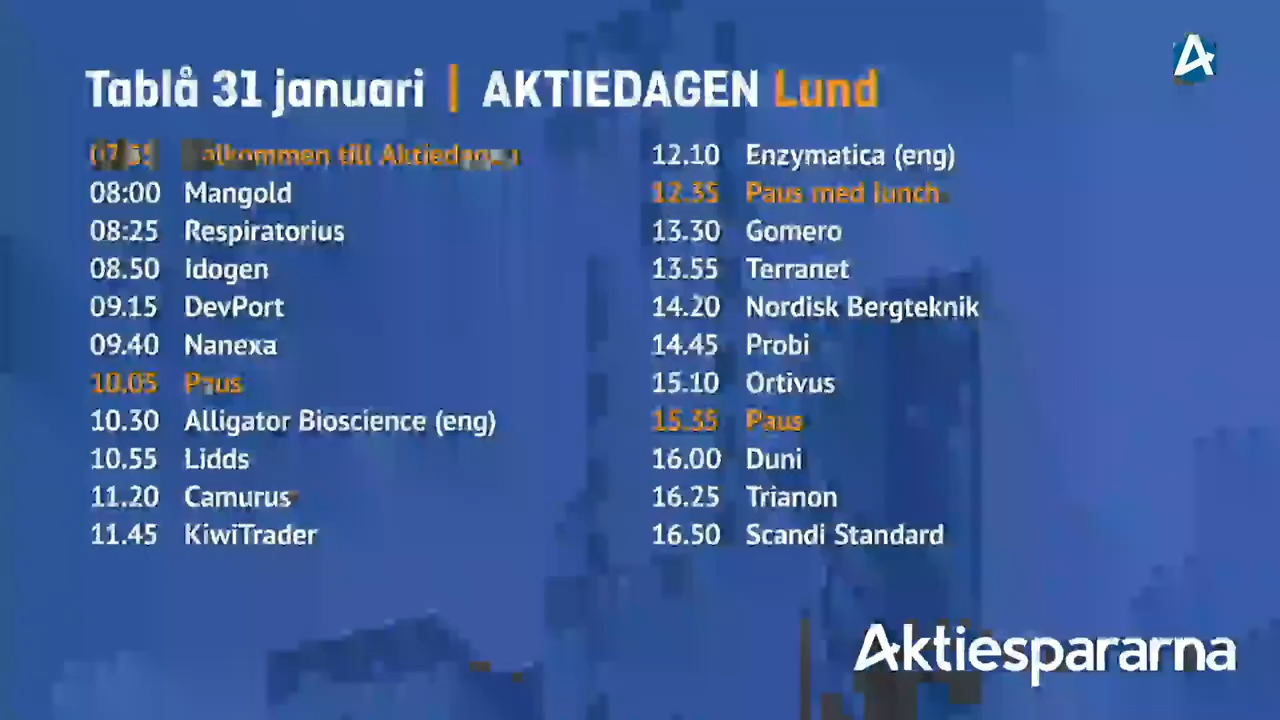 Tablå 31 januari | AKTIEDAGEN Lund
till Aktiedagen
08:00 Mangold
08:25 Respiratorius
08.50 Idogen
09.15 DevPort
09.40 Nanexa
10.05 Paus
10.30 Alligator Bioscience (eng)
10.55 Lidds
11.20 Camurus
11.45 KiwiTrader
12.10 Enzymatica (eng)
12.35 Paus med lunch
13.30 Gomero
13.55 Terranet
14.20 Nordisk Bergteknik
14.45 Probi
15.10 Ortivus
15.35 Paus
16.00 Duni
16.25 Trianon
16.50 Scandi Standard
Aktiespararna